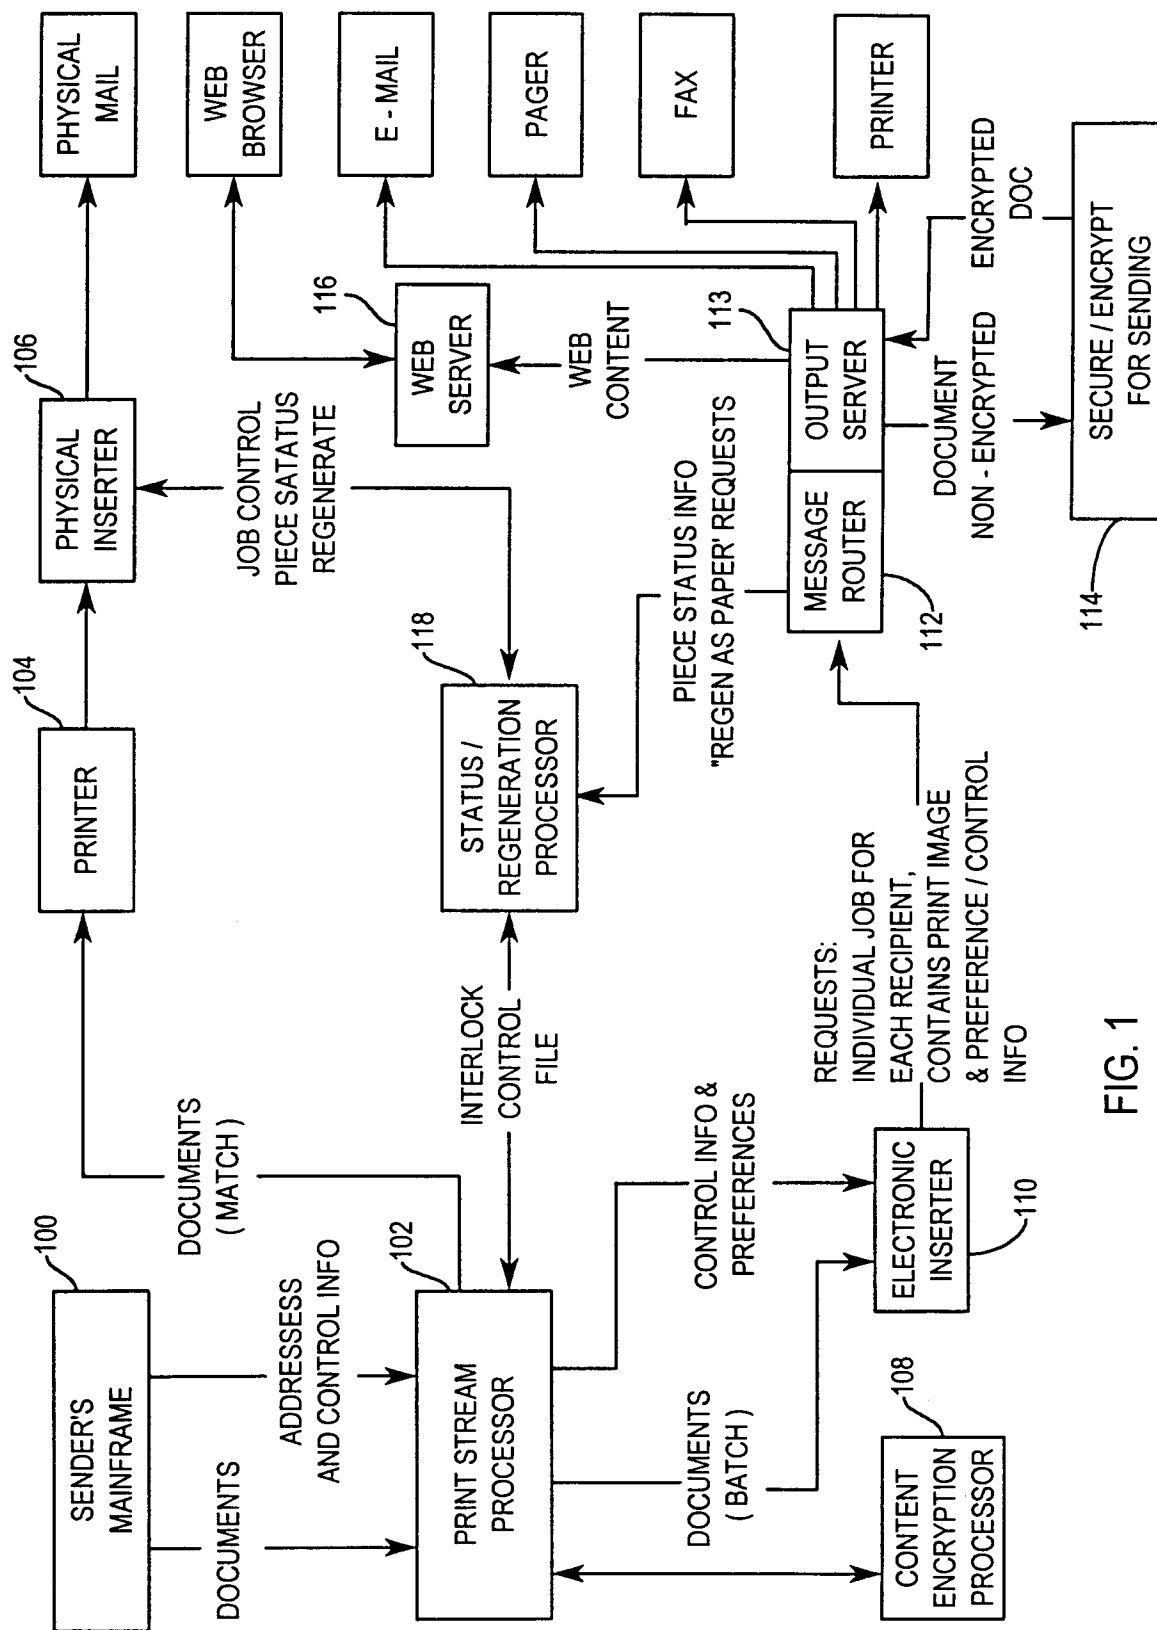 SENDER'S
MAINFRAME
100
DOCUMENTS
ADDRESSESS
AND CONTROL INFO
DOCUMENTS
( MATCH )
PRINTER
104
PHYSICAL
INSERTER
106
PHYSICAL
MAIL
JOB CONTROL
PIECE SATATUS
REGENERATE
WEB
BROWSER
116
WEB
SERVER
E - MAIL
PRINT STREAM
PROCESSOR
102
INTERLOCK
CONTROL
FILE
STATUS /
REGENERATION
PROCESSOR
118
WEB
CONTENT
PAGER
PIECE STATUS INFO
"REGEN AS PAPER' REQUESTS
FAX
DOCUMENTS
( BATCH )
CONTROL INFO &
PREFERENCES
113
MESSAGE
ROUTER
OUTPUT
SERVER
112
PRINTER
CONTENT
ENCRYPTION
PROCESSOR
108
ELECTRONIC
INSERTER
110
REQUESTS:
INDIVIDUAL JOB FOR
EACH RECIPIENT,
CONTAINS PRINT IMAGE
& PREFERENCE / CONTROL
INFO
DOCUMENT
NON - ENCRYPTED
ENCRYPTED
DOC
SECURE / ENCRYPT
FOR SENDING
114
FIG. 1